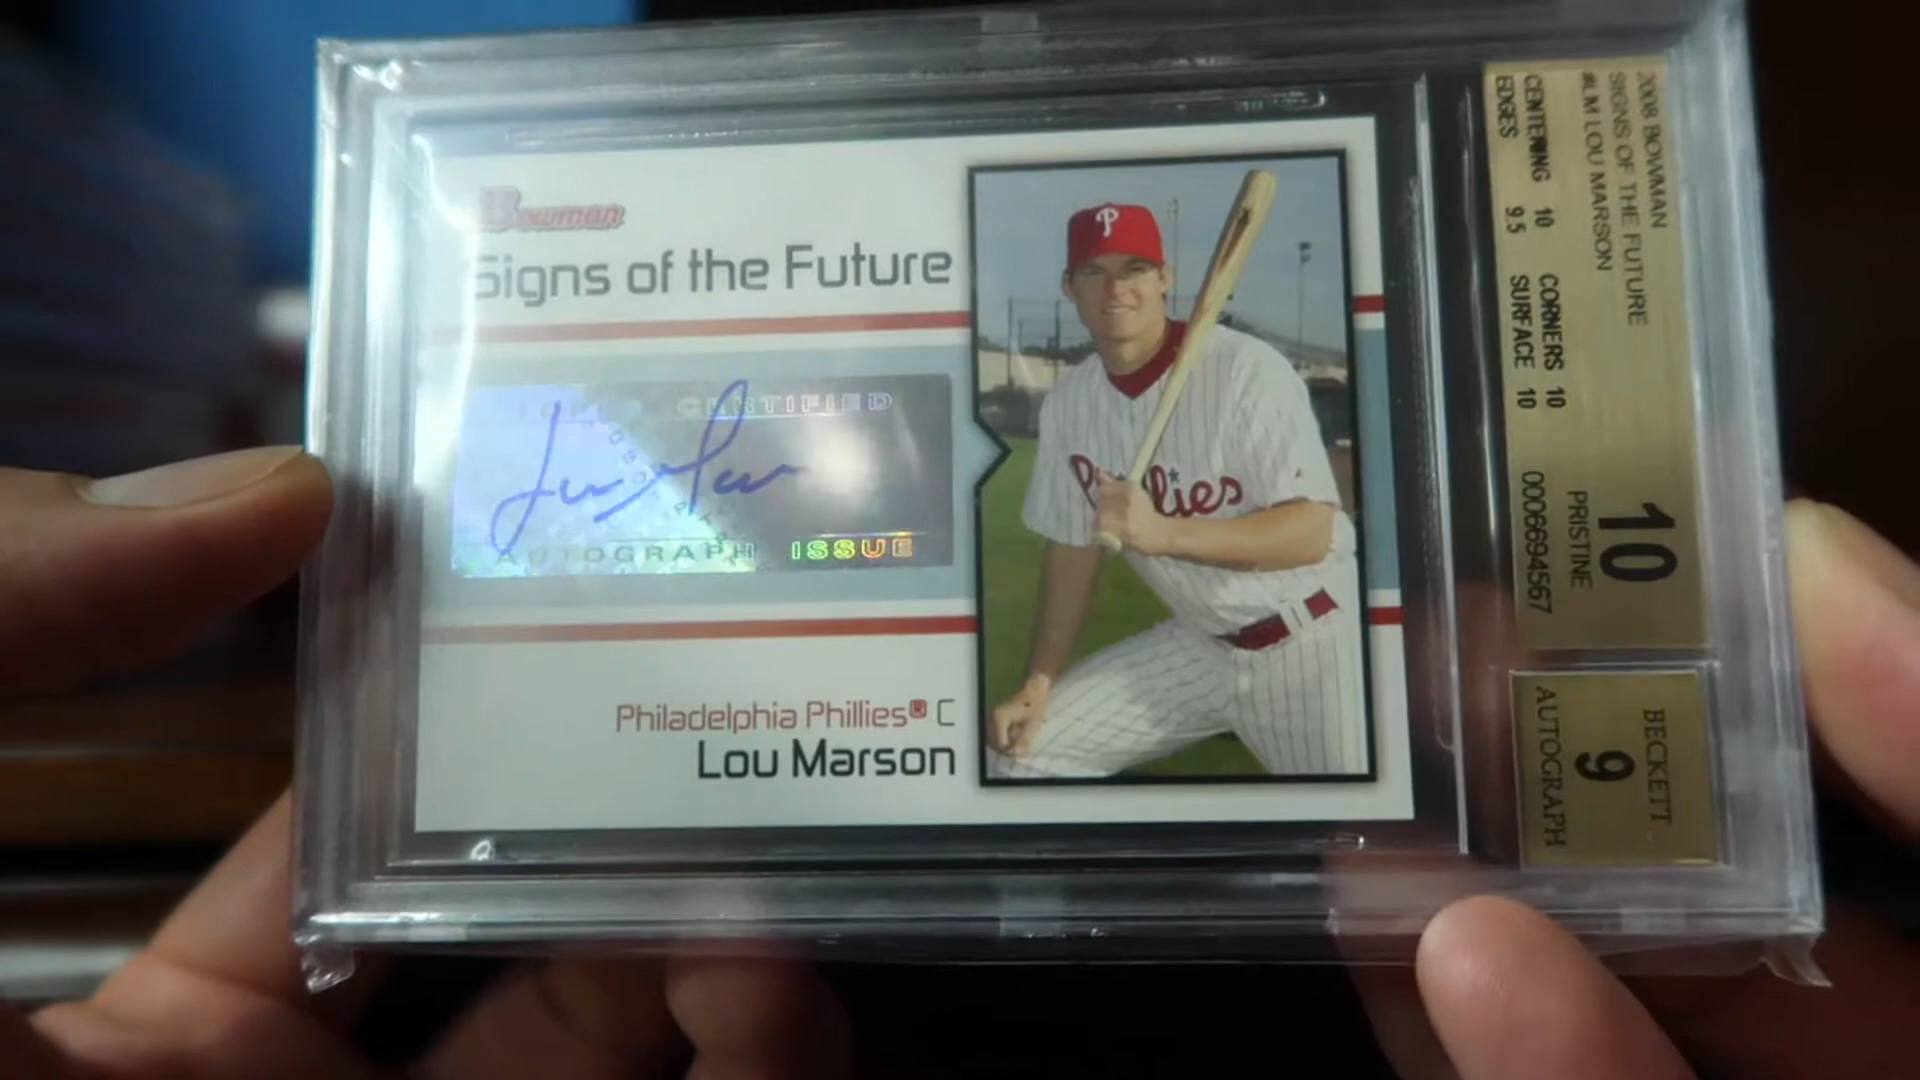 Bowman
Signs of the Future
TOPPS CERTIFIED
AUTOGRAPH ISSUE
Philadelphia Phillies® C
Lou Marson
P
Phillies
2008 BOWMAN
SIGNS OF THE FUTURE
#LM LOU MARSON
CENTERING 10 CORNERS 10
EDGES 9.5 SURFACE 10
10
PRISTINE
0006694567
BECKETT
9
AUTOGRAPH